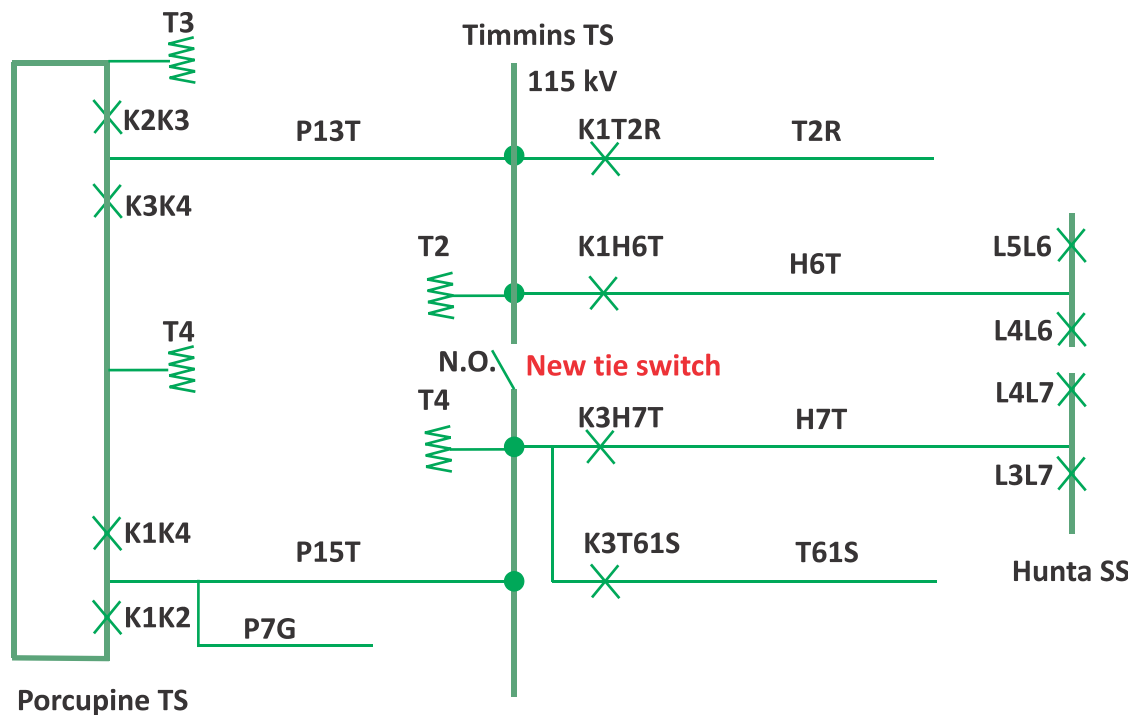 T3
Timmins TS
115 kV
K2K3
P13T
K1T2R
T2R
K3K4
T2
K1H6T
H6T
L5L6
L4L6
T4
N.O.
New tie switch
T4
K3H7T
H7T
L4L7
L3L7
K1K4
P15T
K3T61S
T61S
Hunta SS
K1K2
P7G
Porcupine TS